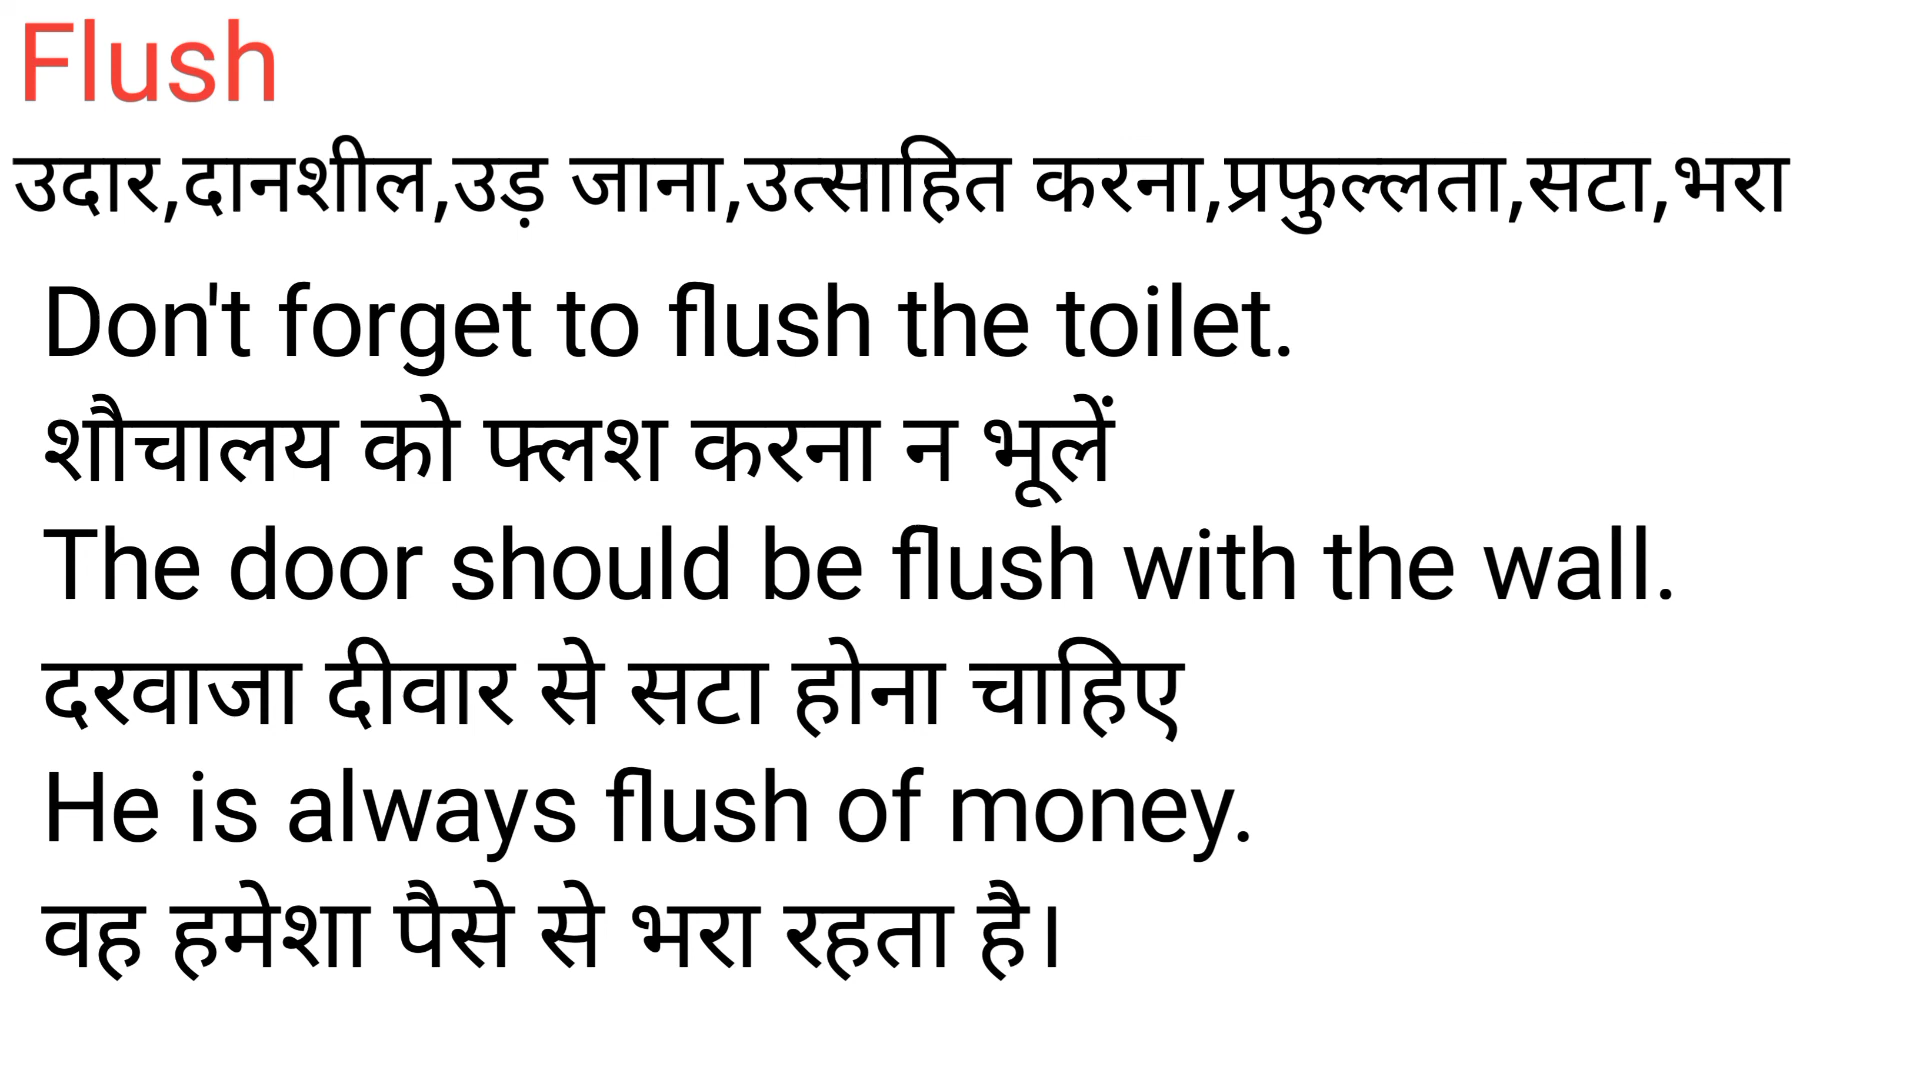 Flush
उदार,दानशील,उड़ जाना,उत्साहित करना,प्रफुल्लता,सटा,भरा
Don't forget to flush the toilet.
शौचालय को फ्लश करना न भूलें
The door should be flush with the wall.
दरवाजा दीवार से सटा होना चाहिए
He is always flush of money.
वह हमेशा पैसे से भरा रहता है।